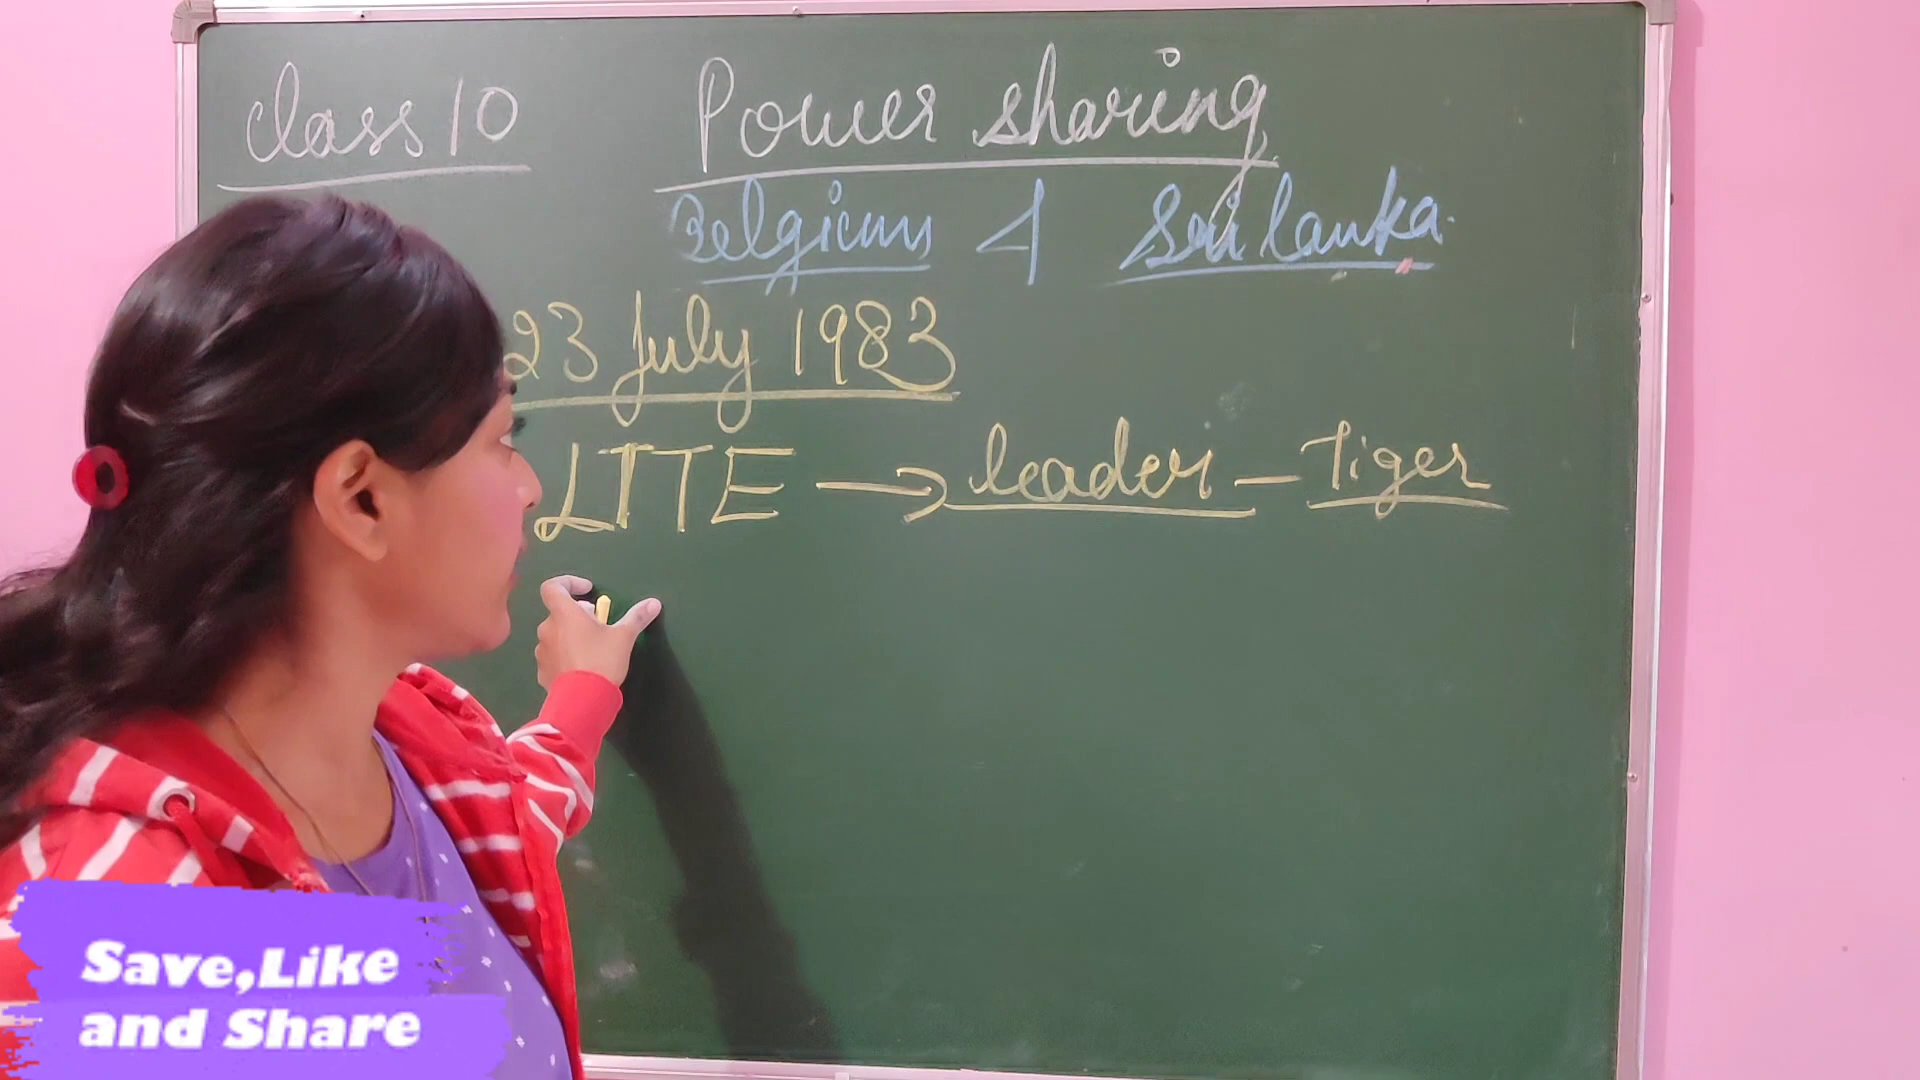 Class 10
Power sharing
Belgium & Sri lanka.
23 July 1983
LTTE → leader - Tiger
Save,Like
and Share